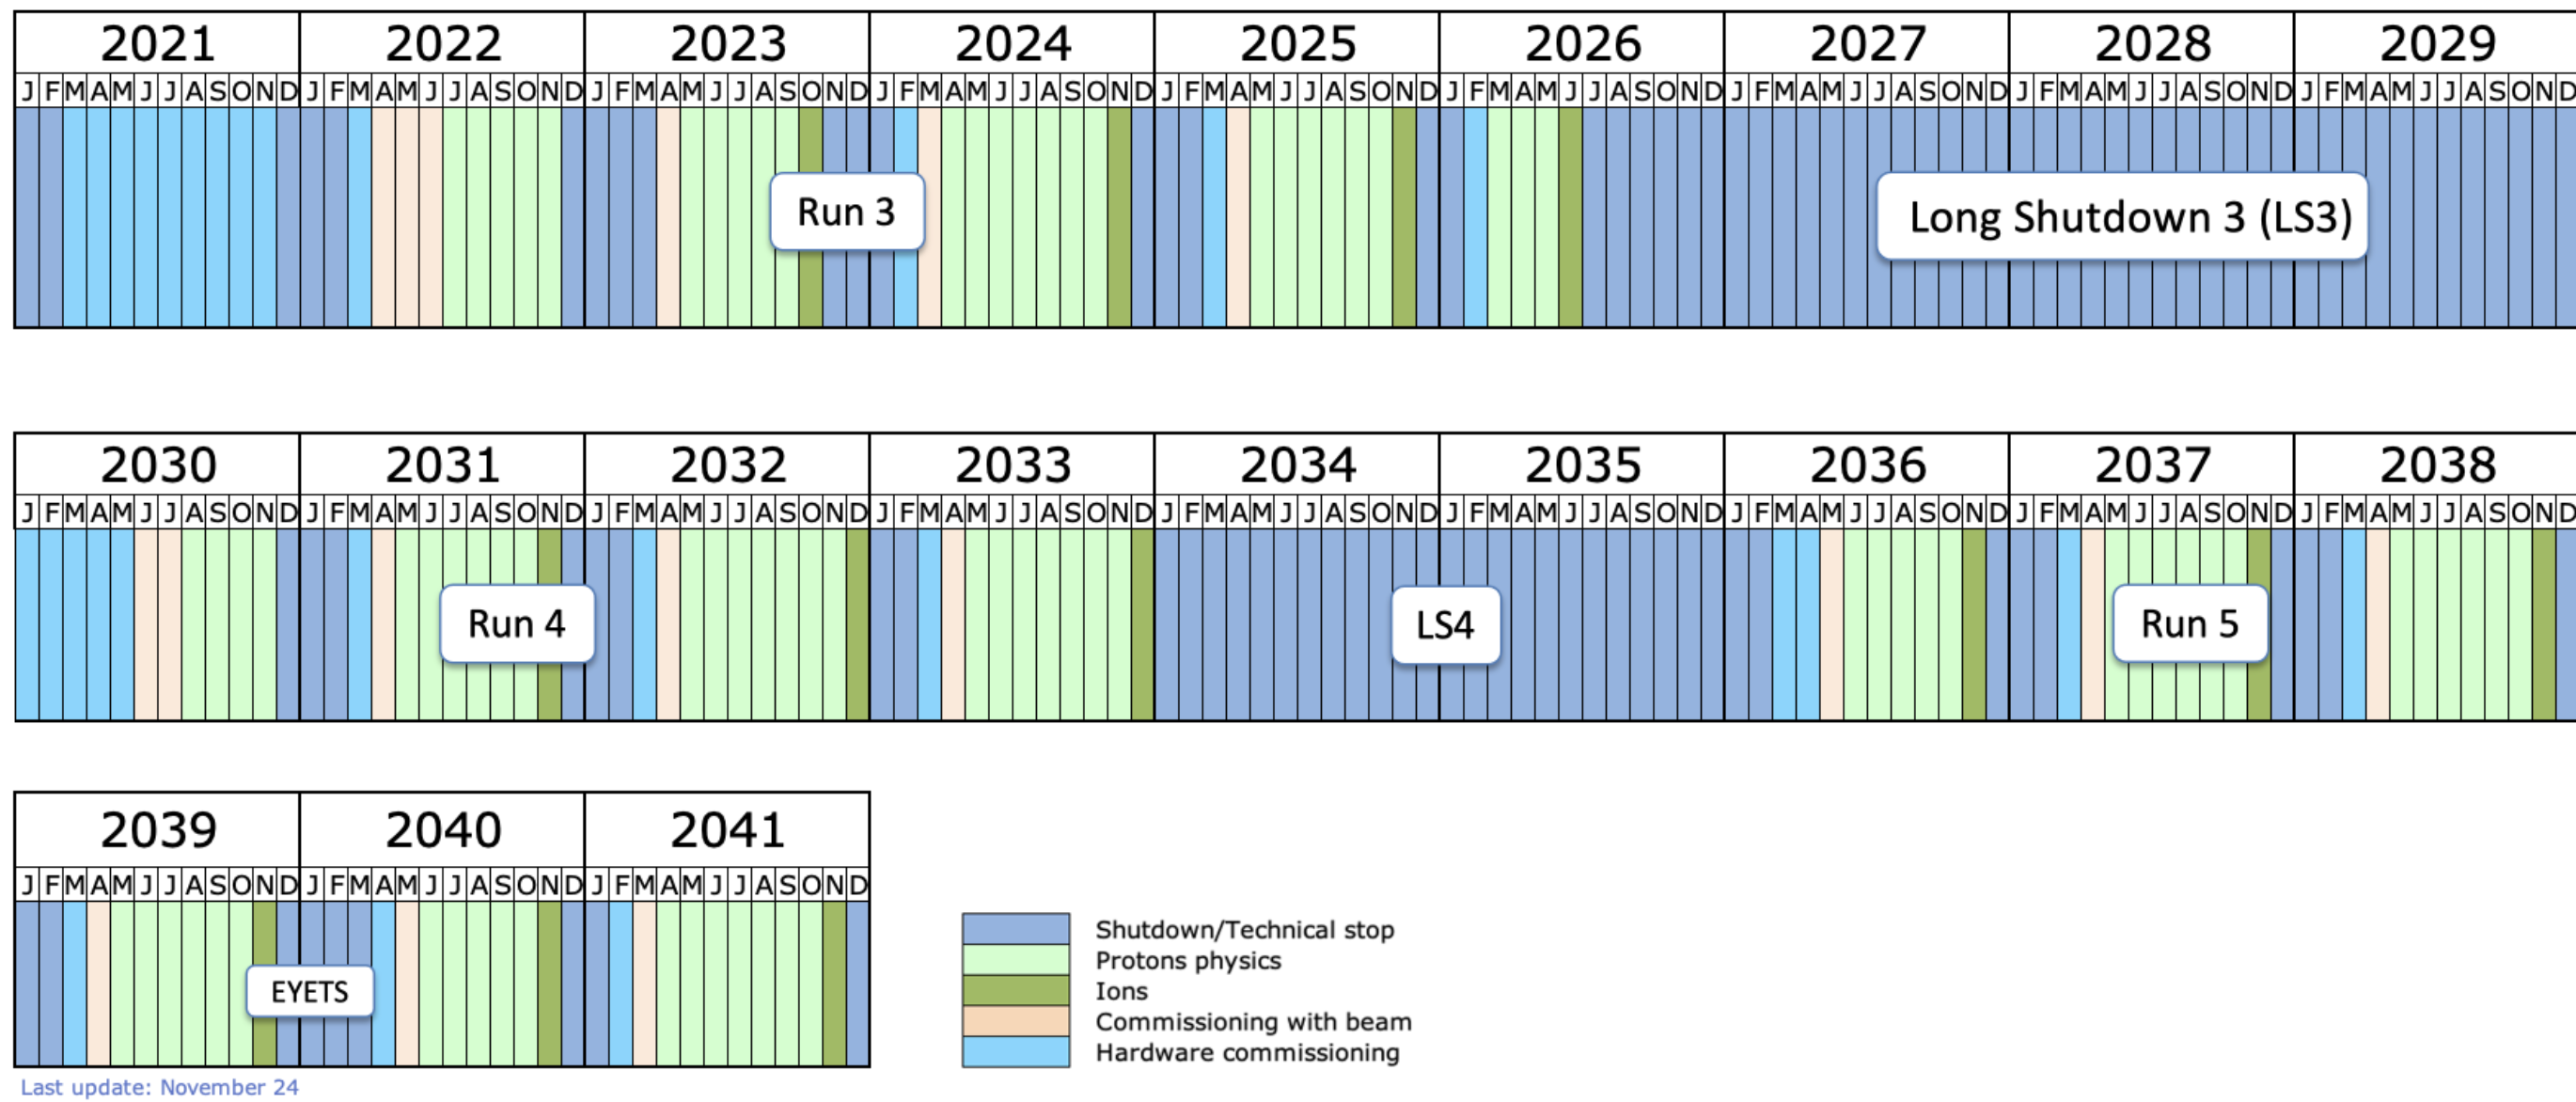 2021 2022 2023 2024 2025 2026 2027 2028 2029
J F M A M J J A S O N D J F M A M J J A S O N D J F M A M J J A S O N D J F M A M J J A S O N D J F M A M J J A S O N D J F M A M J J A S O N D J F M A M J J A S O N D J F M A M J J A S O N D J F M A M J J A S O N D
Run 3 Long Shutdown 3 (LS3)
2030 2031 2032 2033 2034 2035 2036 2037 2038
J F M A M J J A S O N D J F M A M J J A S O N D J F M A M J J A S O N D J F M A M J J A S O N D J F M A M J J A S O N D J F M A M J J A S O N D J F M A M J J A S O N D J F M A M J J A S O N D J F M A M J J A S O N D
Run 4 LS4 Run 5
2039 2040 2041
J F M A M J J A S O N D J F M A M J J A S O N D J F M A M J J A S O N D
EYETS
Shutdown/Technical stop
Protons physics
Ions
Commissioning with beam
Hardware commissioning
Last update: November 24